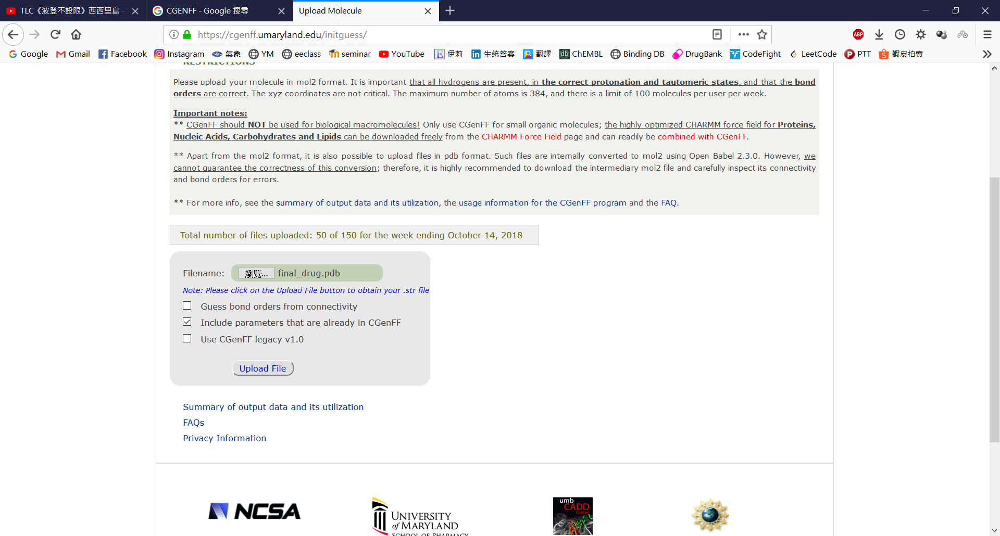 TLC《波登不設限》西西里島 - Y
CGENFF - Google 搜尋
Upload Molecule
https://cgenff.umaryland.edu/initguess/
ABP
Google Gmail Facebook Instagram 氣象 YM eeclass seminar YouTube 伊莉 生統答案 翻譯 ChEMBL Binding DB DrugBank CodeFight LeetCode PTT 蝦皮拍賣
RESTRICTIONS
Please upload your molecule in mol2 format. It is important that all hydrogens are present, in the correct protonation and tautomeric states, and that the bond
orders are correct. The xyz coordinates are not critical. The maximum number of atoms is 384, and there is a limit of 100 molecules per user per week.
Important notes:
** CGenFF should NOT be used for biological macromolecules! Only use CGenFF for small organic molecules; the highly optimized CHARMM force field for Proteins,
Nucleic Acids, Carbohydrates and Lipids can be downloaded freely from the CHARMM Force Field page and can readily be combined with CGenFF.
** Apart from the mol2 format, it is also possible to upload files in pdb format. Such files are internally converted to mol2 using Open Babel 2.3.0. However, we
cannot guarantee the correctness of this conversion; therefore, it is highly recommended to download the intermediary mol2 file and carefully inspect its connectivity
and bond orders for errors.
** For more info, see the summary of output data and its utilization, the usage information for the CGenFF program and the FAQ.
Total number of files uploaded: 50 of 150 for the week ending October 14, 2018
Filename: 瀏覽... final_drug.pdb
Note: Please click on the Upload File button to obtain your .str file
Guess bond orders from connectivity
Include parameters that are already in CGenFF
Use CGenFF legacy v1.0
Upload File
Summary of output data and its utilization
FAQs
Privacy Information
NCSA
UNIVERSITY
of MARYLAND
SCHOOL OF PHARMACY
umb
CADD
Center